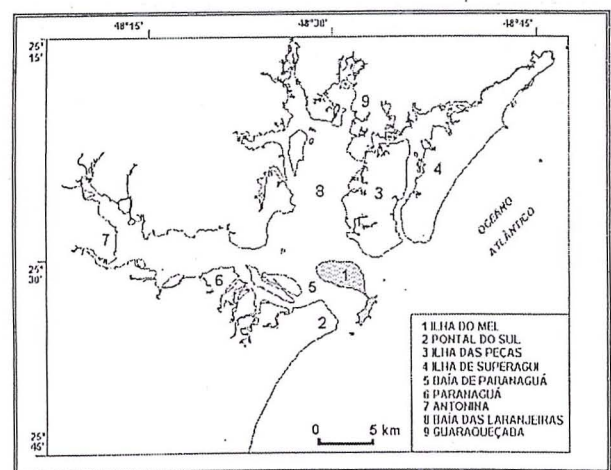 48°15' 48°30' 48°45'
25°
15'
9
8
3
4
OCEANO
ATLÂNTICO
7
25°
30'
6
5
1
2
1 ILHA DO MEL
2 PONTAL DO SUL
3 ILHA DAS PEÇAS
4 ILHA DE SUPERAGUI
5 BAÍA DE PARANAGUÁ
6 PARANAGUÁ
7 ANTONINA
8 BAÍA DAS LARANJEIRAS
9 GUARAQUEÇADA
0 5 km
25°
45'